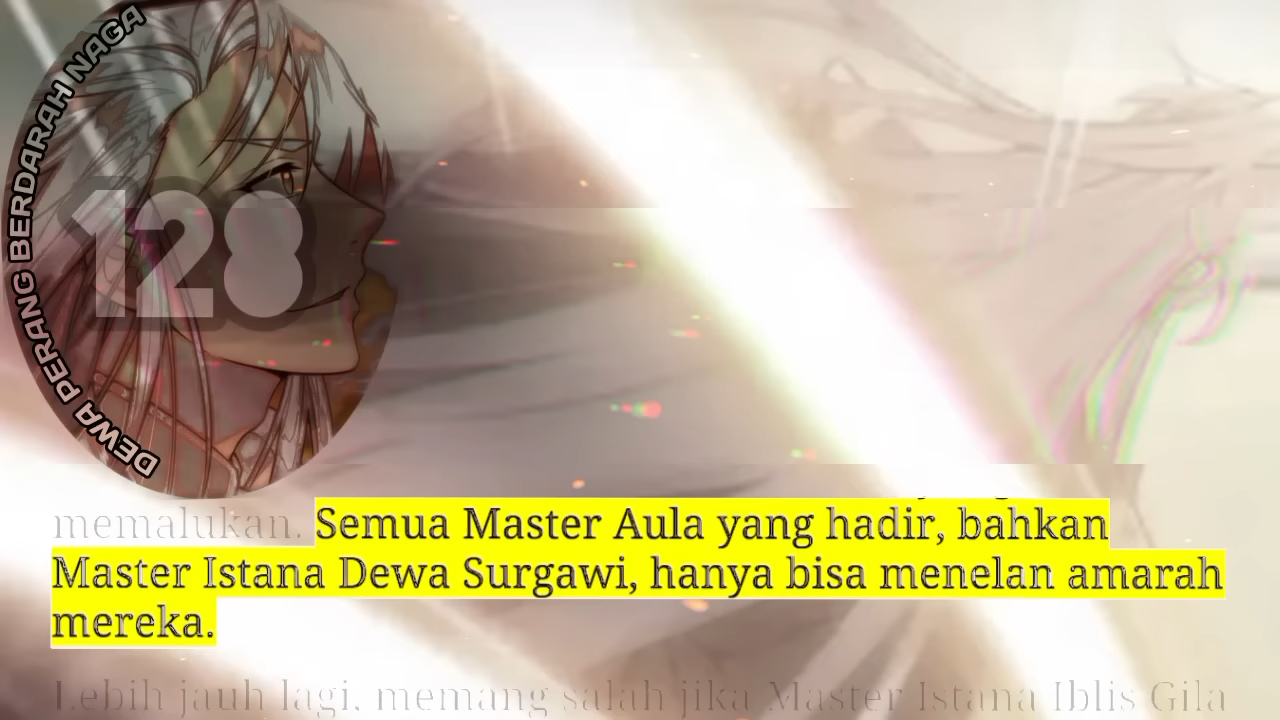 DEWA PERANG BERDARAH NAGA
128
memalukan. Semua Master Aula yang hadir, bahkan
Master Istana Dewa Surgawi, hanya bisa menelan amarah
mereka.
Lebih jauh lagi, memang salah jika Master Istana Iblis Gila